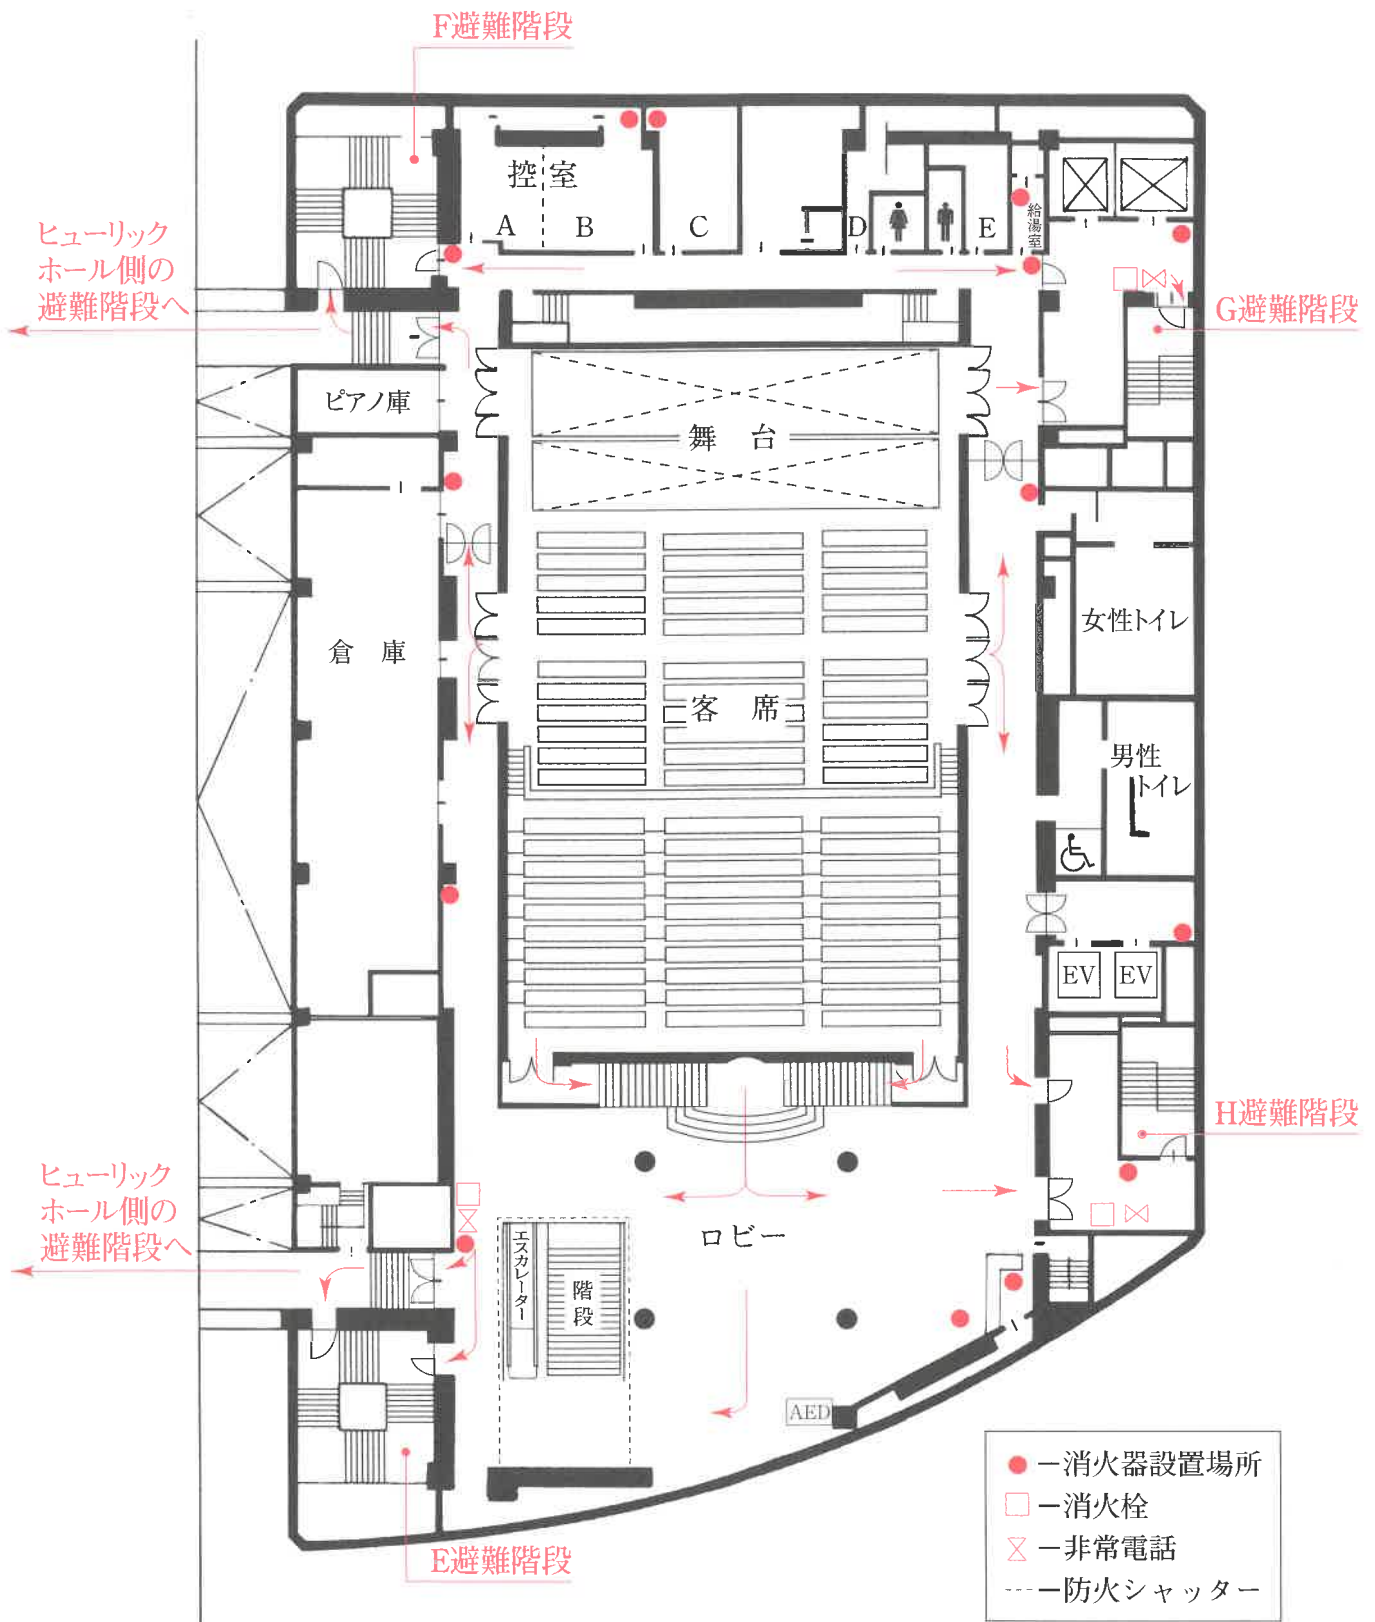 F避難階段
ヒューリック
ホール側の
避難階段へ
控室
A
B
C
D
E
給湯室
G避難階段
ピアノ庫
舞台
倉庫
客席
女性トイレ
男性
トイレ
EV
EV
H避難階段
ヒューリック
ホール側の
避難階段へ
ロビー
エスカレーター
階段
AED
E避難階段
●ー消火器設置場所
ー消火栓
ー非常電話
ー防火シャッター